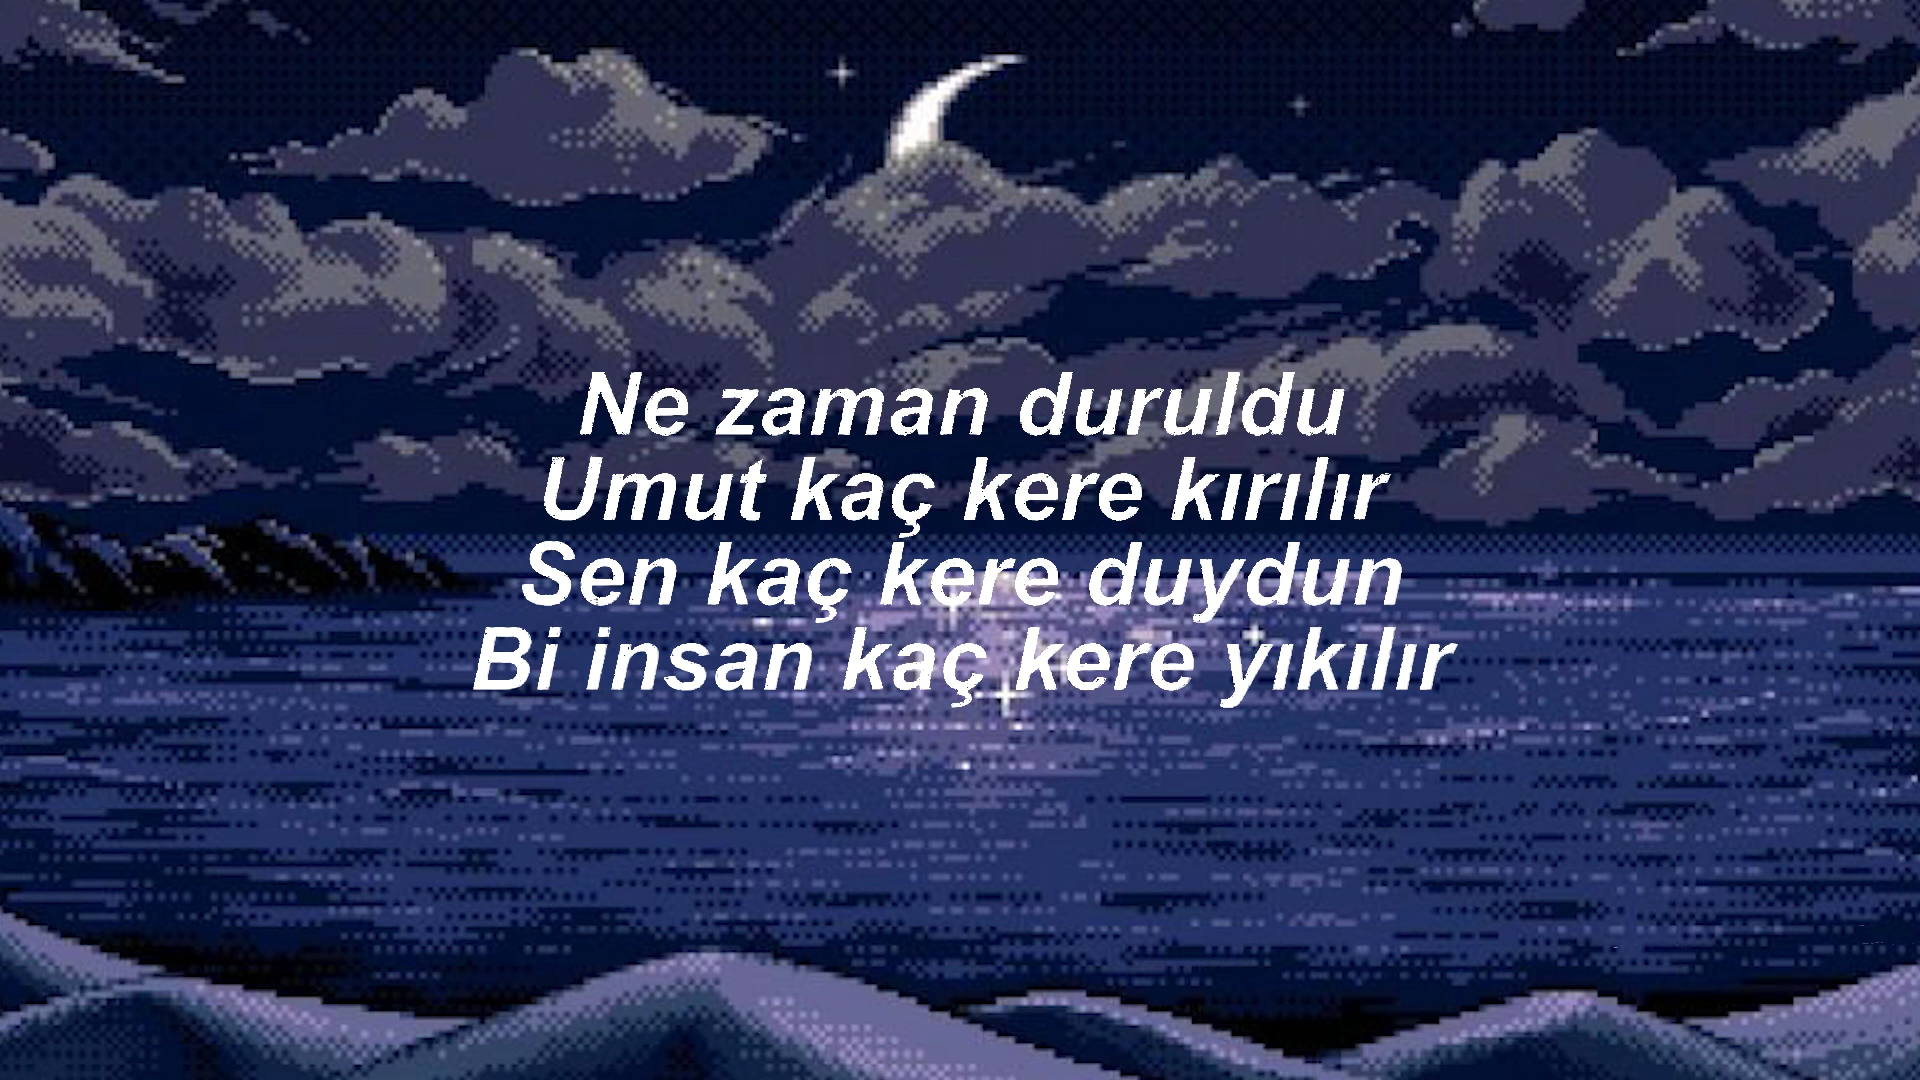 Ne zaman duruldu
Umut kaç kere kırılır
Sen kaç kere duydun
Bi insan kaç kere yıkılır